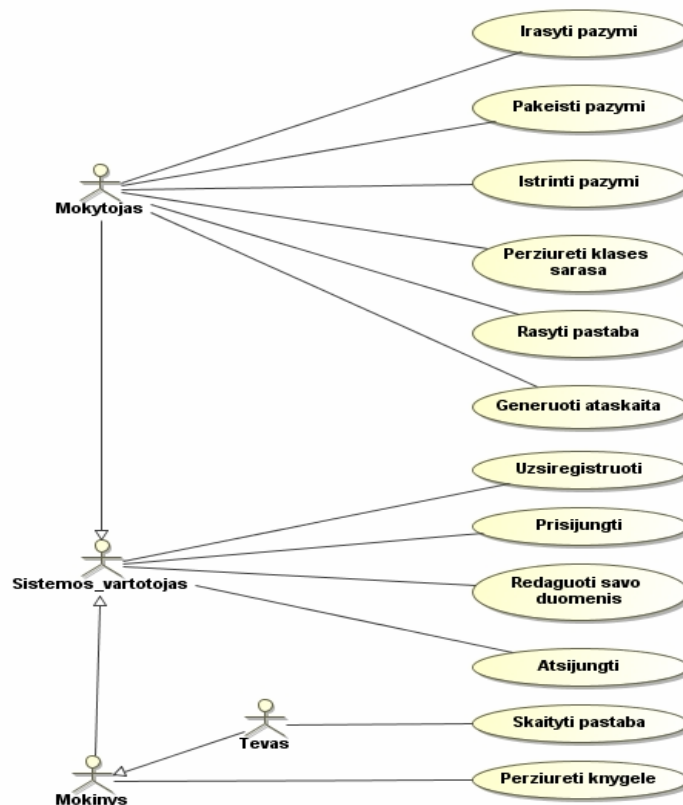 Irasyti pazymi
Pakeisti pazymi
Istrinti pazymi
Mokytojas
Perziureti klases
sarasa
Rasyti pastaba
Generuoti ataskaita
Uzsiregistruoti
Prisijungti
Sistemos_vartotojas
Redaguoti savo
duomenis
Atsijungti
Skaityti pastaba
Tevas
Perziureti knygele
Mokinys